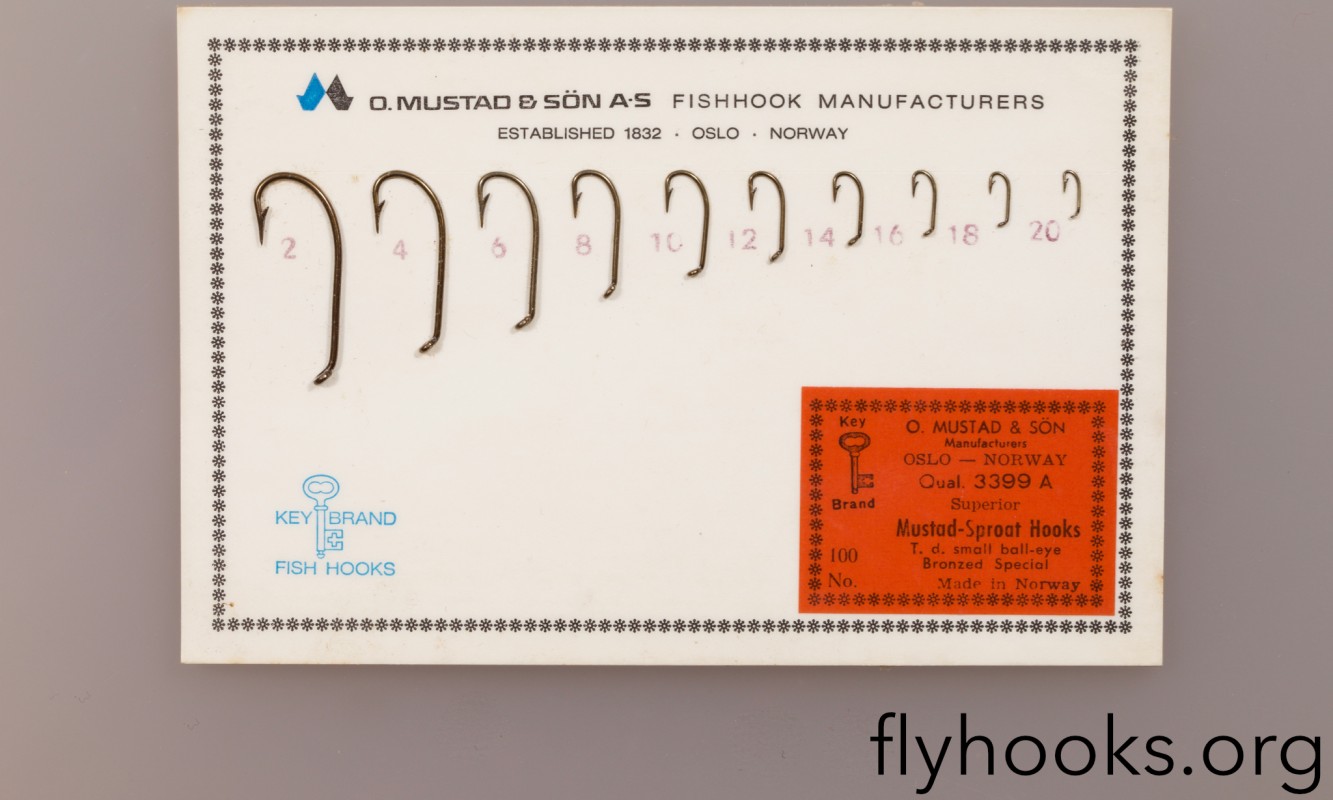 O. MUSTAD & SÖN A·S FISHHOOK MANUFACTURERS
ESTABLISHED 1832 · OSLO · NORWAY
2 4 6 8 10 12 14 16 18 20
KEY BRAND
FISH HOOKS
Key
Brand
100
No.
O. MUSTAD & SÖN
Manufacturers
OSLO — NORWAY
Qual. 3399 A
Superior
Mustad-Sproat Hooks
T. d. small ball-eye
Bronzed Special
Made in Norway
flyhooks.org